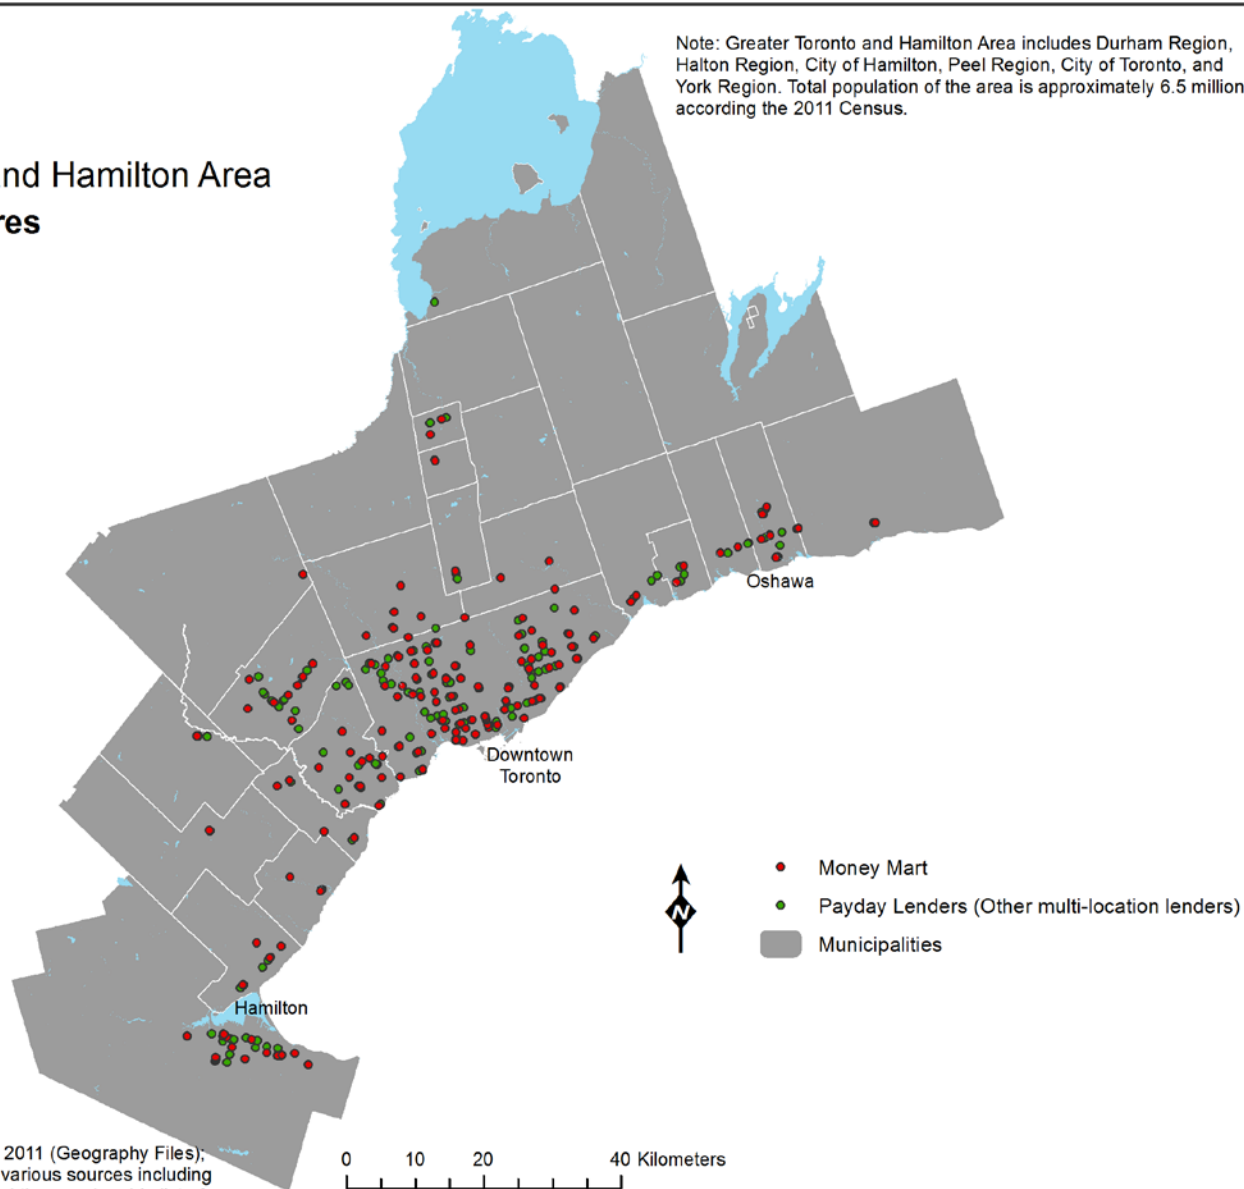 Note: Greater Toronto and Hamilton Area includes Durham Region,
Halton Region, City of Hamilton, Peel Region, City of Toronto, and
York Region. Total population of the area is approximately 6.5 million
according the 2011 Census.
and Hamilton Area
res
Oshawa
Downtown
Toronto
Money Mart
N
Payday Lenders (Other multi-location lenders)
Municipalities
Hamilton
2011 (Geography Files);
various sources including
0 10 20 40 Kilometers